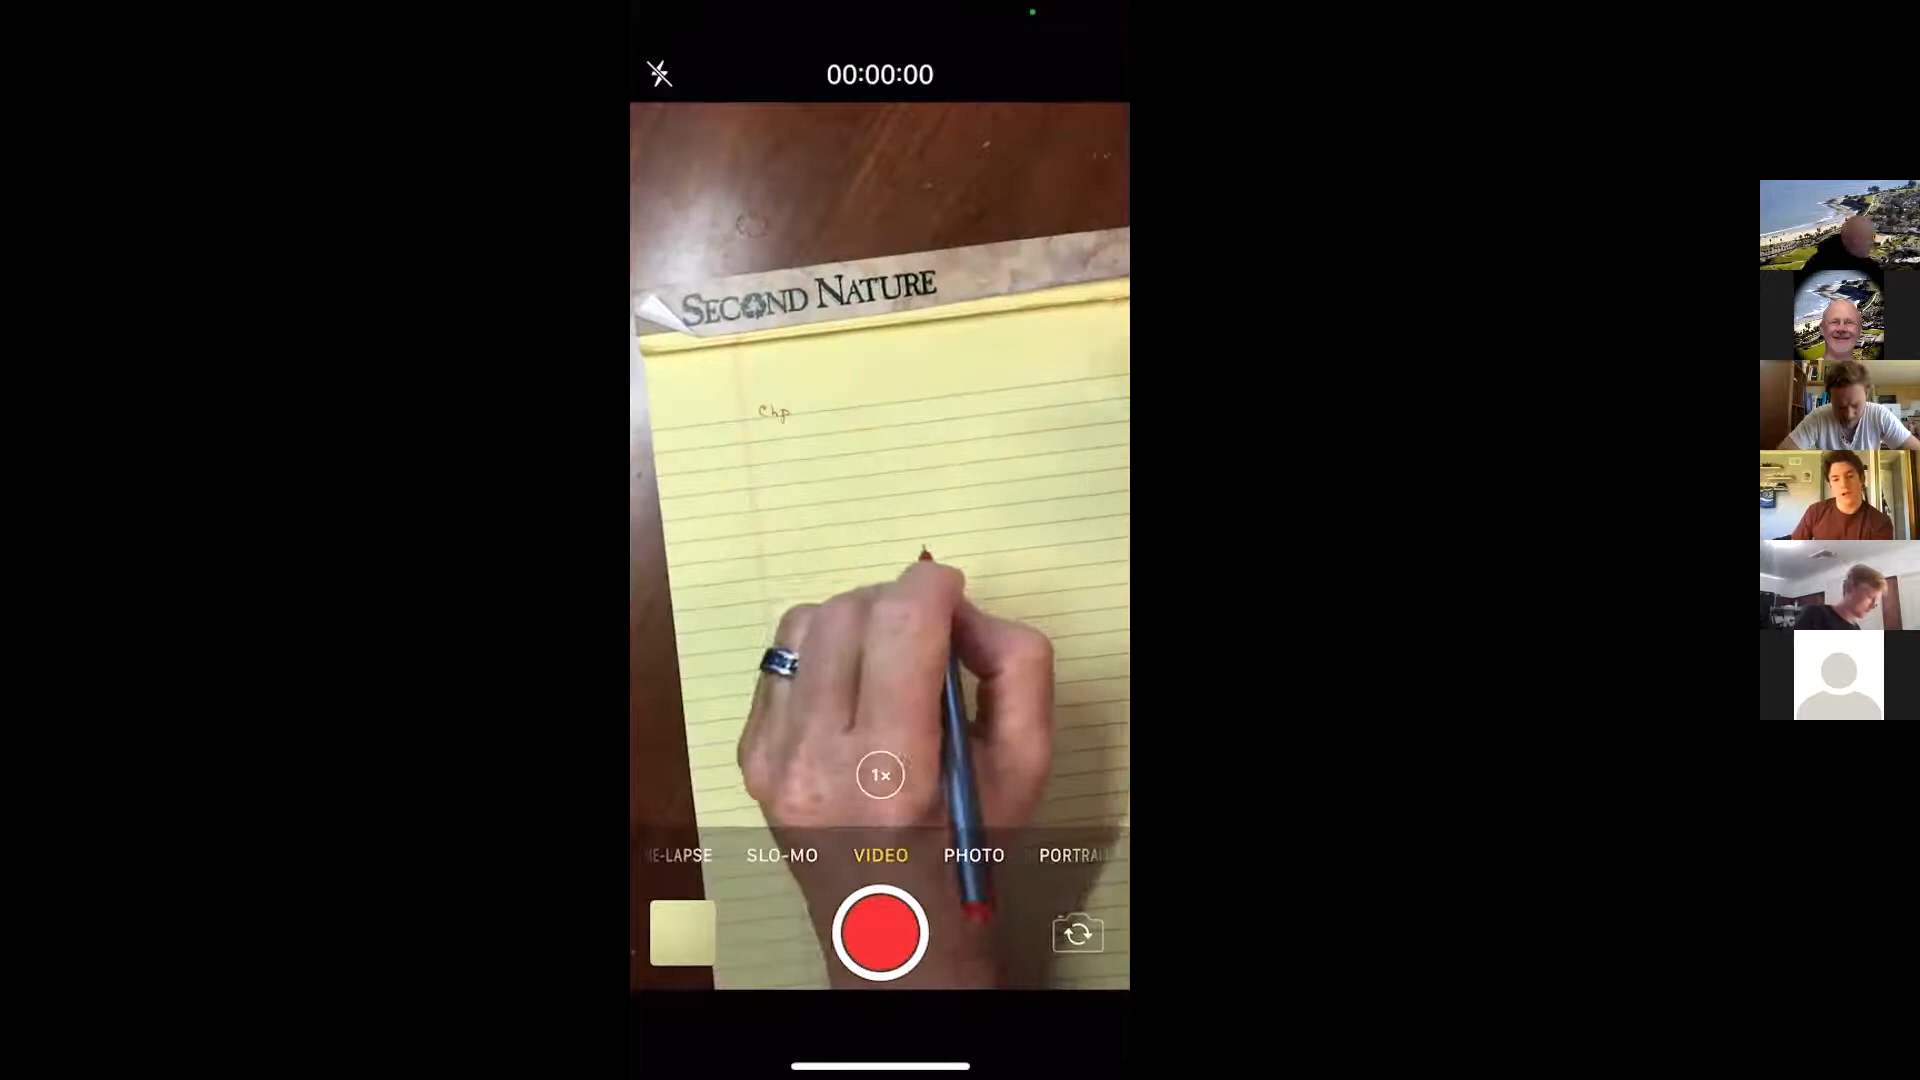 00:00:00
SECOND NATURE
Chp
1×
E-LAPSE SLO-MO VIDEO PHOTO PORTRAI